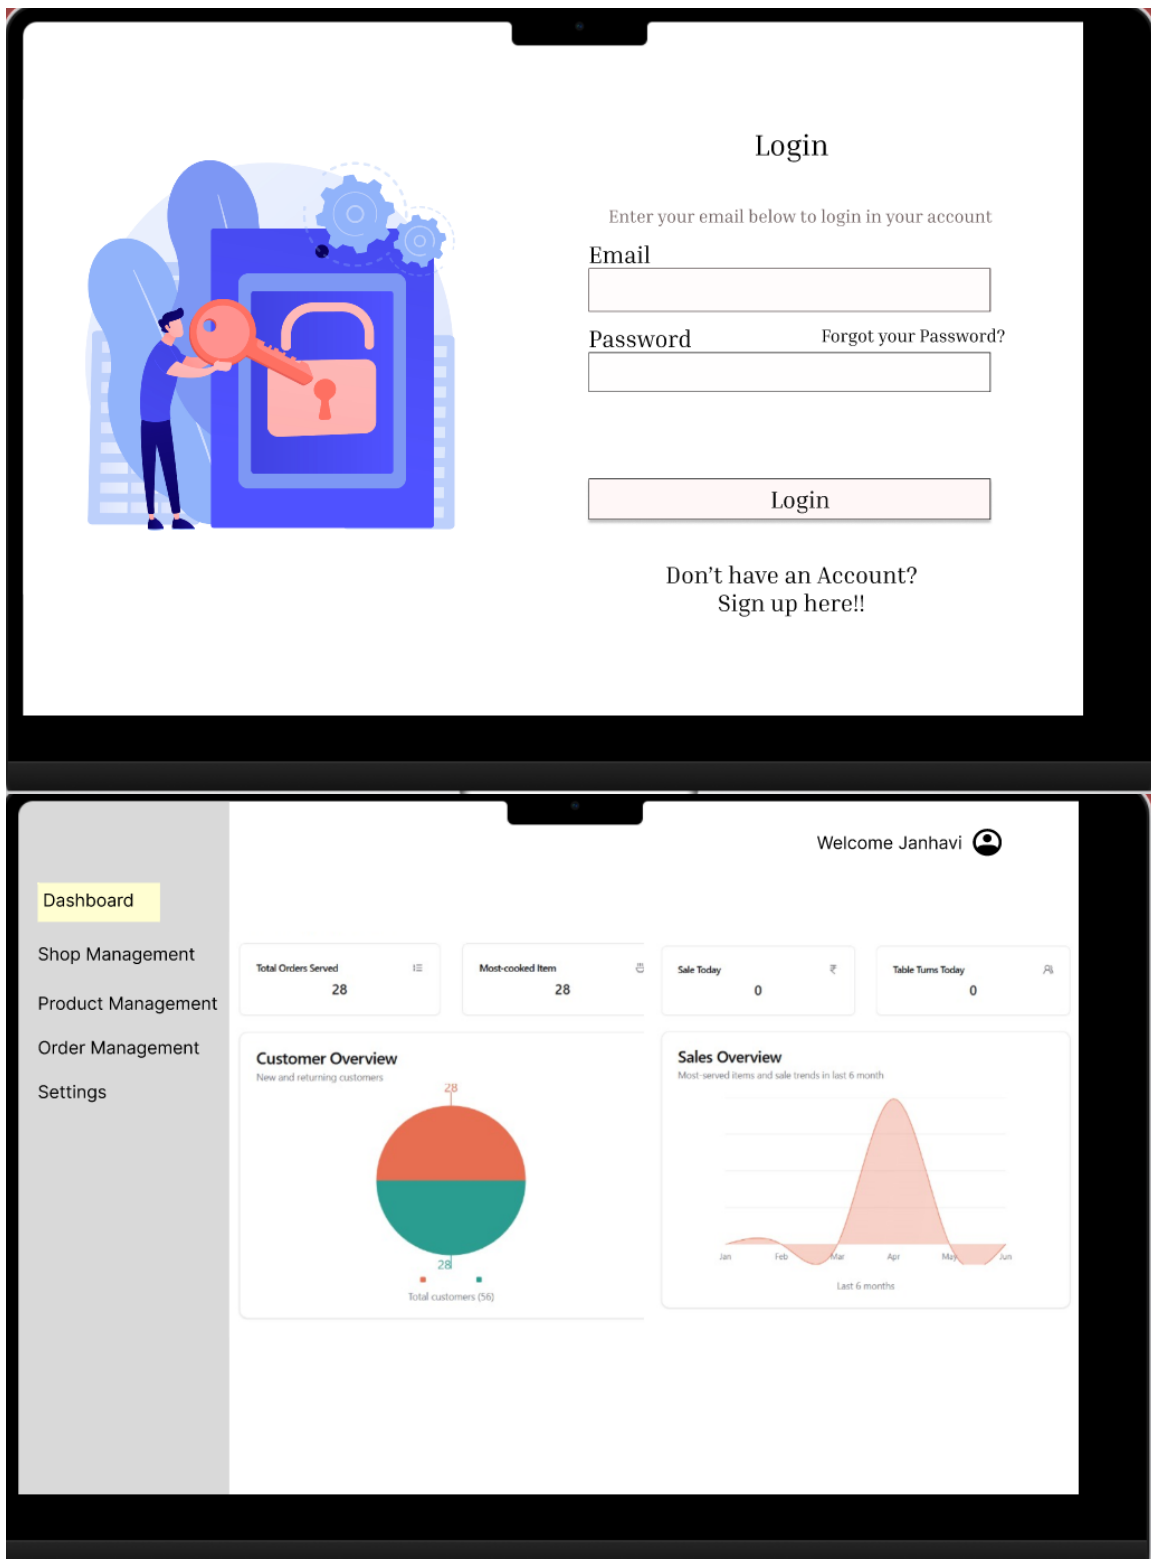 Login
Enter your email below to login in your account
Email
Password
Forgot your Password?
Login
Don't have an Account?
Sign up here!!
Welcome Janhavi
Dashboard
Shop Management
Product Management
Order Management
Settings
Total Orders Served
28
Most-cooked Item
28
Sale Today
₹
0
Table Turns Today
0
Customer Overview
New and returning customers
28
28
Total customers (56)
Sales Overview
Most-served items and sale trends in last 6 month
Jan Feb Mar Apr May Jun
Last 6 months